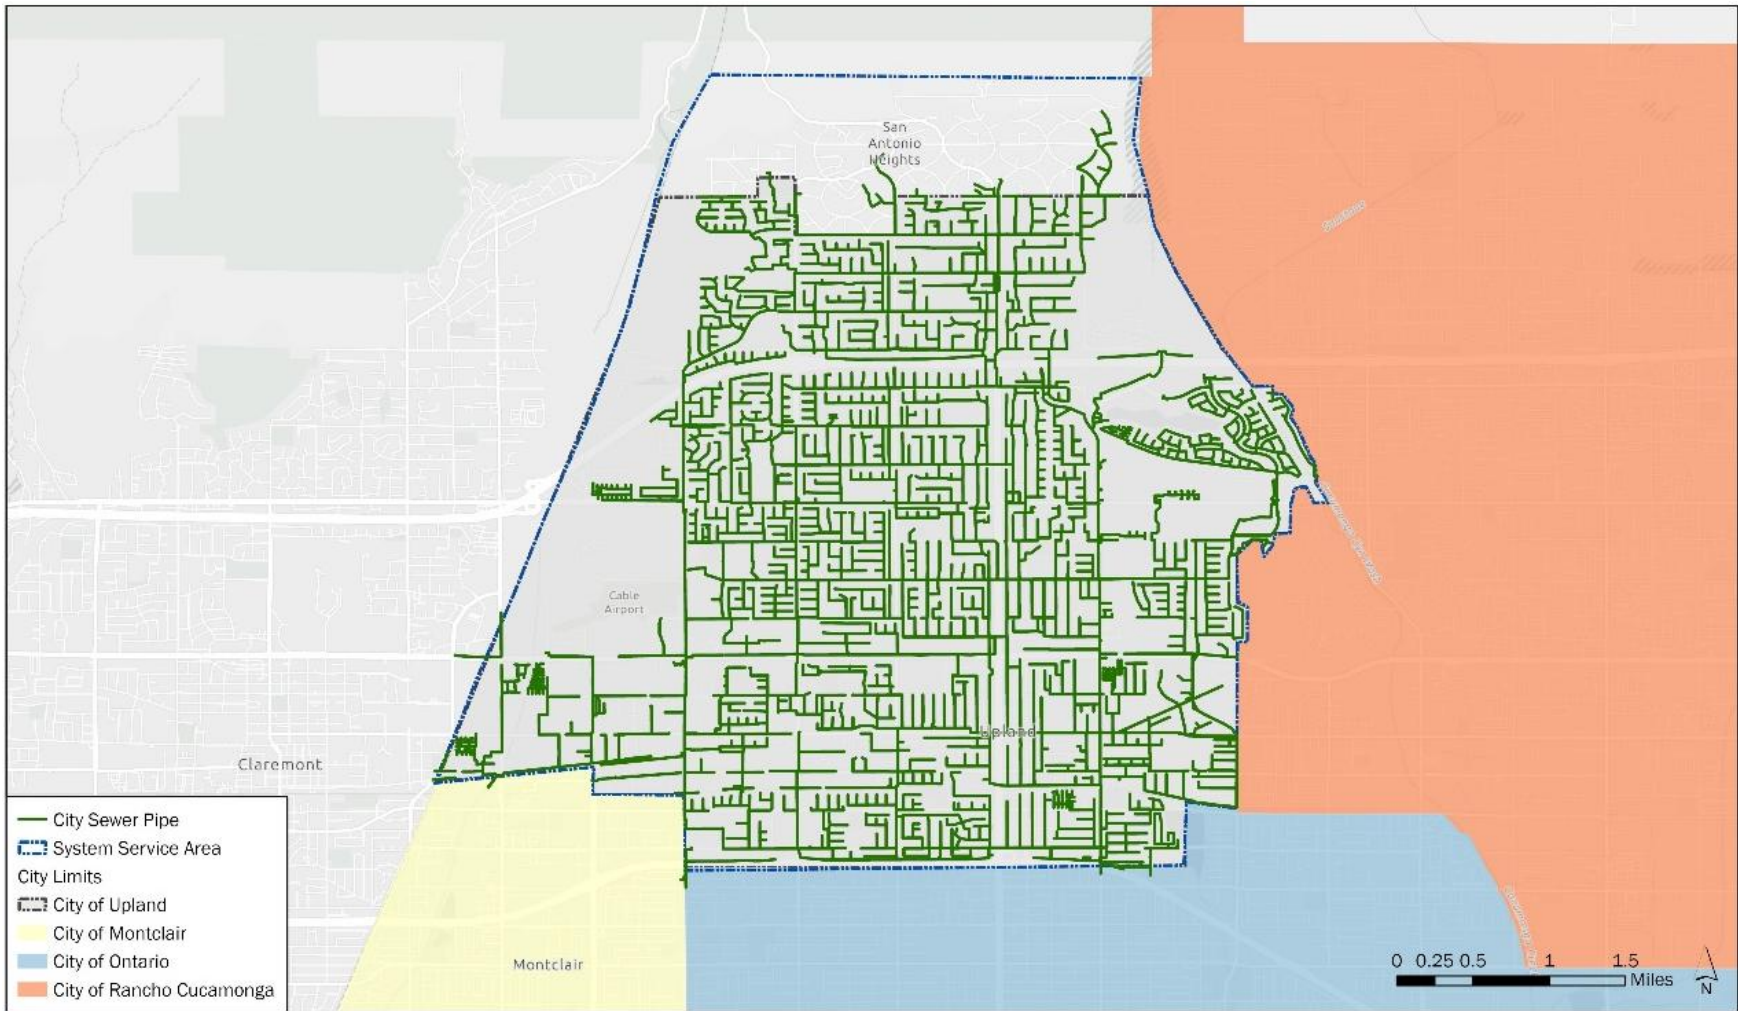 San
Antonio
Heights
Cable
Airport
Upland
Claremont
Montclair
City Sewer Pipe
System Service Area
City Limits
City of Upland
City of Montclair
City of Ontario
City of Rancho Cucamonga
0 0.25 0.5 1 1.5
Miles
N